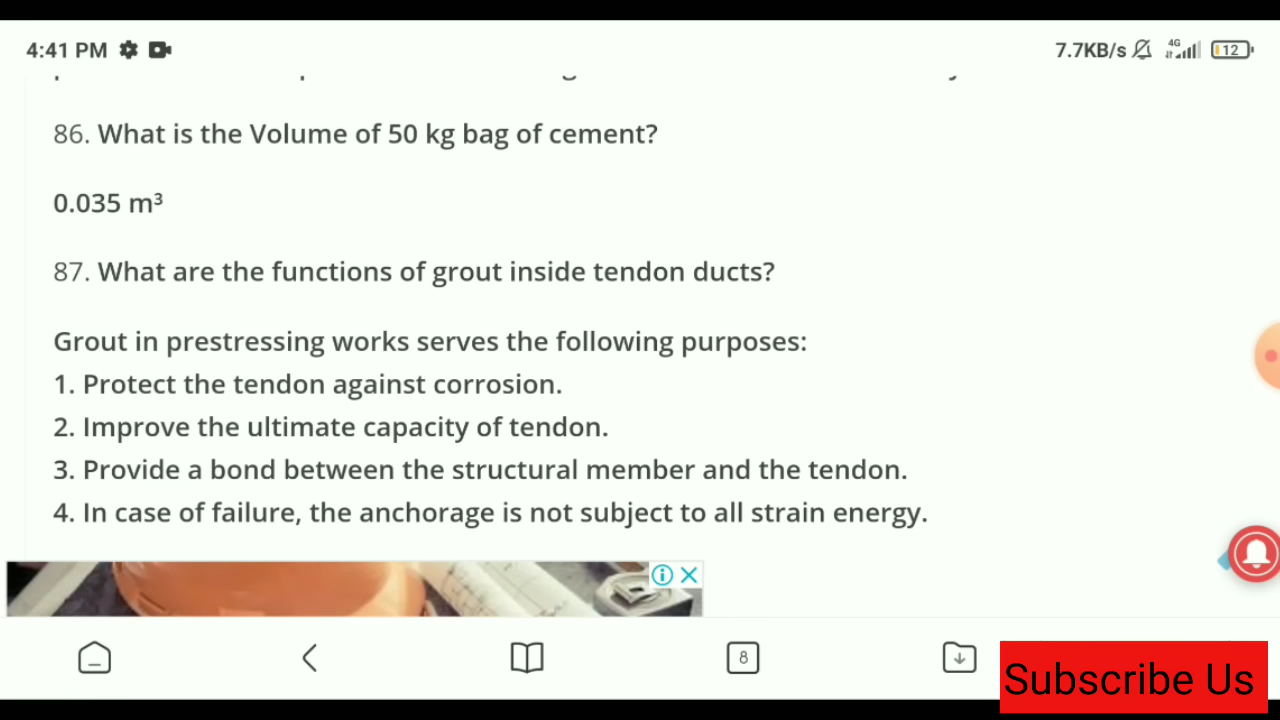 4:41 PM
7.7KB/s 4G 12
86. What is the Volume of 50 kg bag of cement?
0.035 m³
87. What are the functions of grout inside tendon ducts?
Grout in prestressing works serves the following purposes:
1. Protect the tendon against corrosion.
2. Improve the ultimate capacity of tendon.
3. Provide a bond between the structural member and the tendon.
4. In case of failure, the anchorage is not subject to all strain energy.
8
Subscribe Us